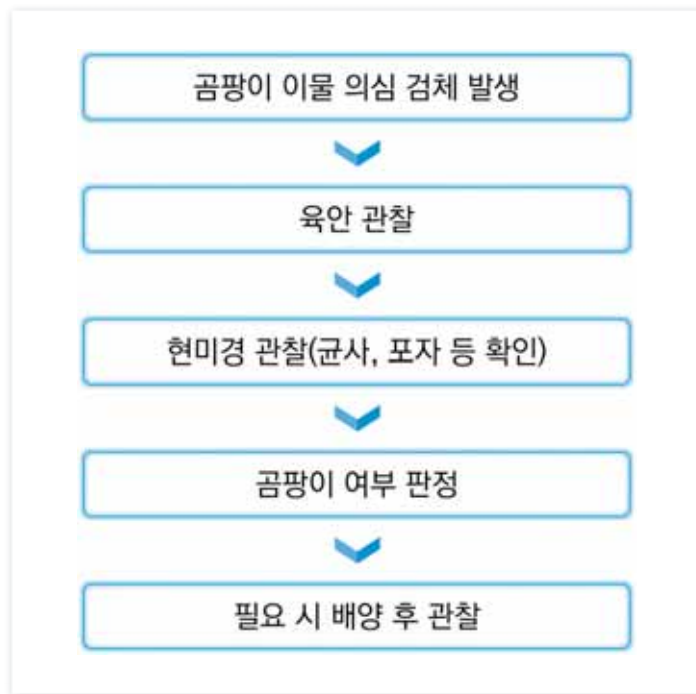 곰팡이 이물 의심 검체 발생
육안 관찰
현미경 관찰(균사, 포자 등 확인)
곰팡이 여부 판정
필요 시 배양 후 관찰